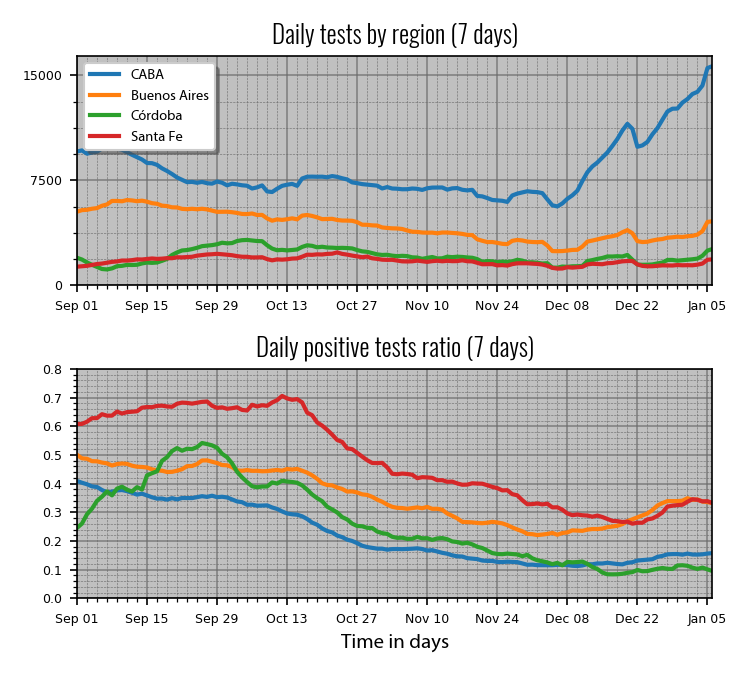 Daily tests by region (7 days)
15000
7500
0
CABA
Buenos Aires
Córdoba
Santa Fe
Sep 01 Sep 15 Sep 29 Oct 13 Oct 27 Nov 10 Nov 24 Dec 08 Dec 22 Jan 05
Daily positive tests ratio (7 days)
0.8
0.7
0.6
0.5
0.4
0.3
0.2
0.1
0.0
Sep 01 Sep 15 Sep 29 Oct 13 Oct 27 Nov 10 Nov 24 Dec 08 Dec 22 Jan 05
Time in days